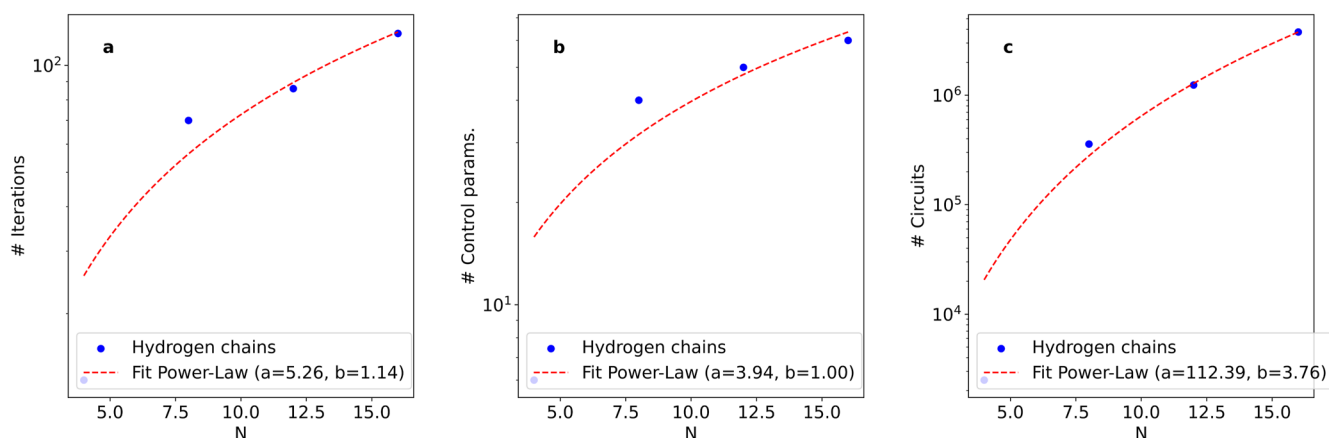 a
10²
# Iterations
Hydrogen chains
Fit Power-Law (a=5.26, b=1.14)
5.0 7.5 10.0 12.5 15.0
N
b
# Control params.
10¹
Hydrogen chains
Fit Power-Law (a=3.94, b=1.00)
5.0 7.5 10.0 12.5 15.0
N
c
10⁶
10⁵
10⁴
# Circuits
Hydrogen chains
Fit Power-Law (a=112.39, b=3.76)
5.0 7.5 10.0 12.5 15.0
N